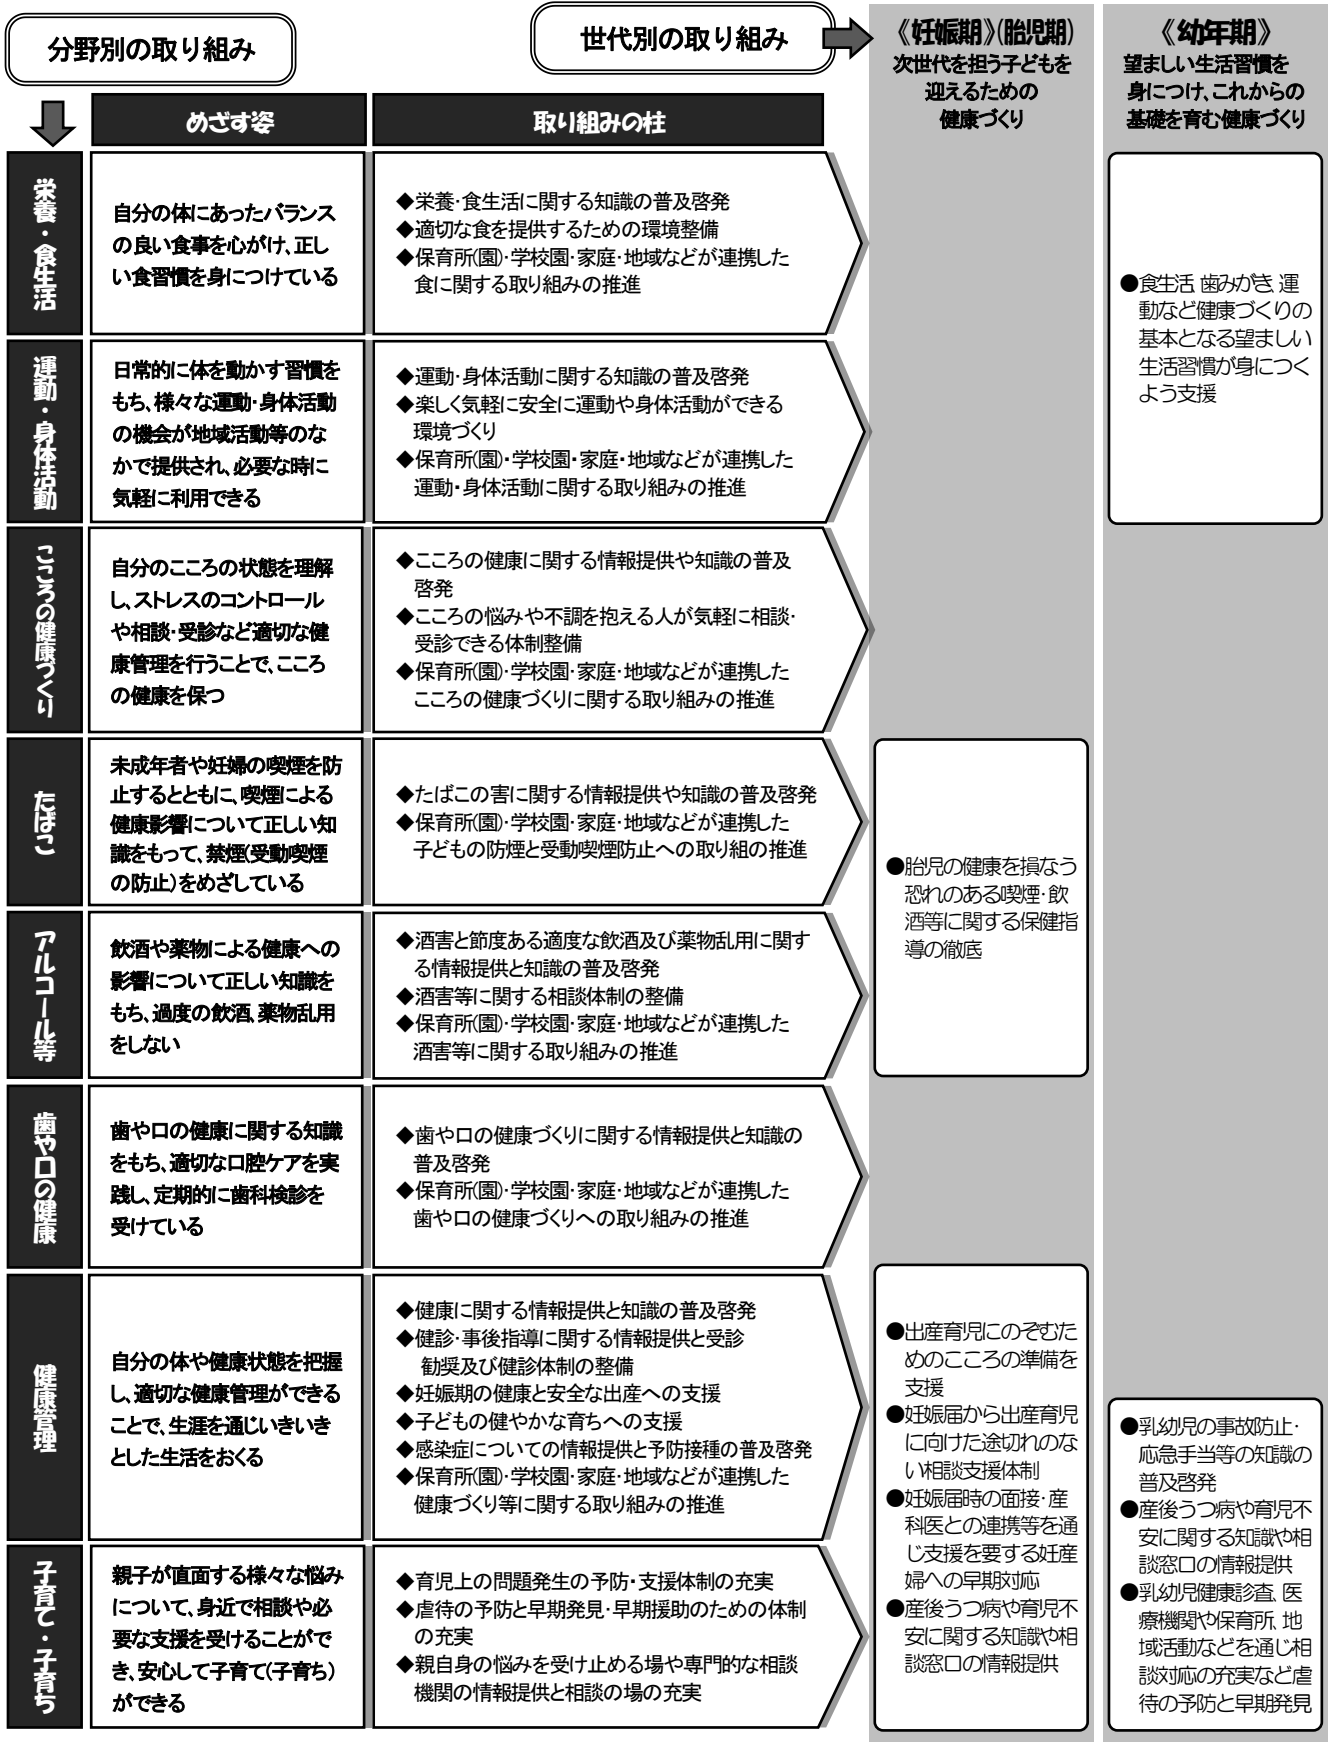 分野別の取り組み
世代別の取り組み
《妊娠期》(胎児期)
次世代を担う子どもを
迎えるための
健康づくり
《幼年期》
望ましい生活習慣を
身につけ、これからの
基礎を育む健康づくり
めざす姿
取り組みの柱
栄養・食生活
自分の体にあったバランス
の良い食事を心がけ、正し
い食習慣を身につけている
◆栄養・食生活に関する知識の普及啓発
◆適切な食を提供するための環境整備
◆保育所(園)・学校園・家庭・地域などが連携した
食に関する取り組みの推進
運動・身体活動
日常的に体を動かす習慣を
もち、様々な運動・身体活動
の機会が地域活動等のな
かで提供され、必要な時に
気軽に利用できる
◆運動・身体活動に関する知識の普及啓発
◆楽しく気軽に安全に運動や身体活動ができる
環境づくり
◆保育所(園)・学校園・家庭・地域などが連携した
運動・身体活動に関する取り組みの推進
●食生活、歯みがき、運
動など健康づくりの
基本となる望ましい
生活習慣が身につく
よう支援
こころの健康づくり
自分のこころの状態を理解
し、ストレスのコントロール
や相談・受診など適切な健
康管理を行うことで、こころ
の健康を保つ
◆こころの健康に関する情報提供や知識の普及
啓発
◆こころの悩みや不調を抱える人が気軽に相談・
受診できる体制整備
◆保育所(園)・学校園・家庭・地域などが連携した
こころの健康づくりに関する取り組みの推進
たばこ
未成年者や妊婦の喫煙を防
止するとともに、喫煙による
健康影響について正しい知
識をもって、禁煙(受動喫煙
の防止)をめざしている
◆たばこの害に関する情報提供や知識の普及啓発
◆保育所(園)・学校園・家庭・地域などが連携した
子どもの防煙と受動喫煙防止への取り組の推進
アルコール等
飲酒や薬物による健康への
影響について正しい知識を
もち、過度の飲酒、薬物乱用
をしない
◆酒害と節度ある適度な飲酒及び薬物乱用に関す
る情報提供と知識の普及啓発
◆酒害等に関する相談体制の整備
◆保育所(園)・学校園・家庭・地域などが連携した
酒害等に関する取り組みの推進
●胎児の健康を損なう
恐れのある喫煙・飲
酒等に関する保健指
導の徹底
歯や口の健康
歯や口の健康に関する知識
をもち、適切な口腔ケアを実
践し、定期的に歯科検診を
受けている
◆歯や口の健康づくりに関する情報提供と知識の
普及啓発
◆保育所(園)・学校園・家庭・地域などが連携した
歯や口の健康づくりへの取り組みの推進
健康管理
自分の体や健康状態を把握
し、適切な健康管理ができる
ことで、生涯を通じいきいき
とした生活をおくる
◆健康に関する情報提供と知識の普及啓発
◆健診・事後指導に関する情報提供と受診
勧奨及び健診体制の整備
◆妊娠期の健康と安全な出産への支援
◆子どもの健やかな育ちへの支援
◆感染症についての情報提供と予防接種の普及啓発
◆保育所(園)・学校園・家庭・地域などが連携した
健康づくり等に関する取り組みの推進
子育て・子育ち
親子が直面する様々な悩み
について、身近で相談や必
要な支援を受けることがで
き、安心して子育て(子育ち)
ができる
◆育児上の問題発生の予防・支援体制の充実
◆虐待の予防と早期発見・早期援助のための体制
の充実
◆親自身の悩みを受け止める場や専門的な相談
機関の情報提供と相談の場の充実
●出産育児にのぞむた
めのこころの準備を
支援
●妊娠届から出産育児
に向けた途切れのな
い相談支援体制
●妊娠届時の面接・産
科医との連携等を通
じ支援を要する妊産
婦への早期対応
●産後うつ病や育児不
安に関する知識や相
談窓口の情報提供
●乳幼児の事故防止・
応急手当等の知識の
普及啓発
●産後うつ病や育児不
安に関する知識や相
談窓口の情報提供
●乳幼児健康診査、医
療機関や保育所、地
域活動などを通じ相
談対応の充実など虐
待の予防と早期発見